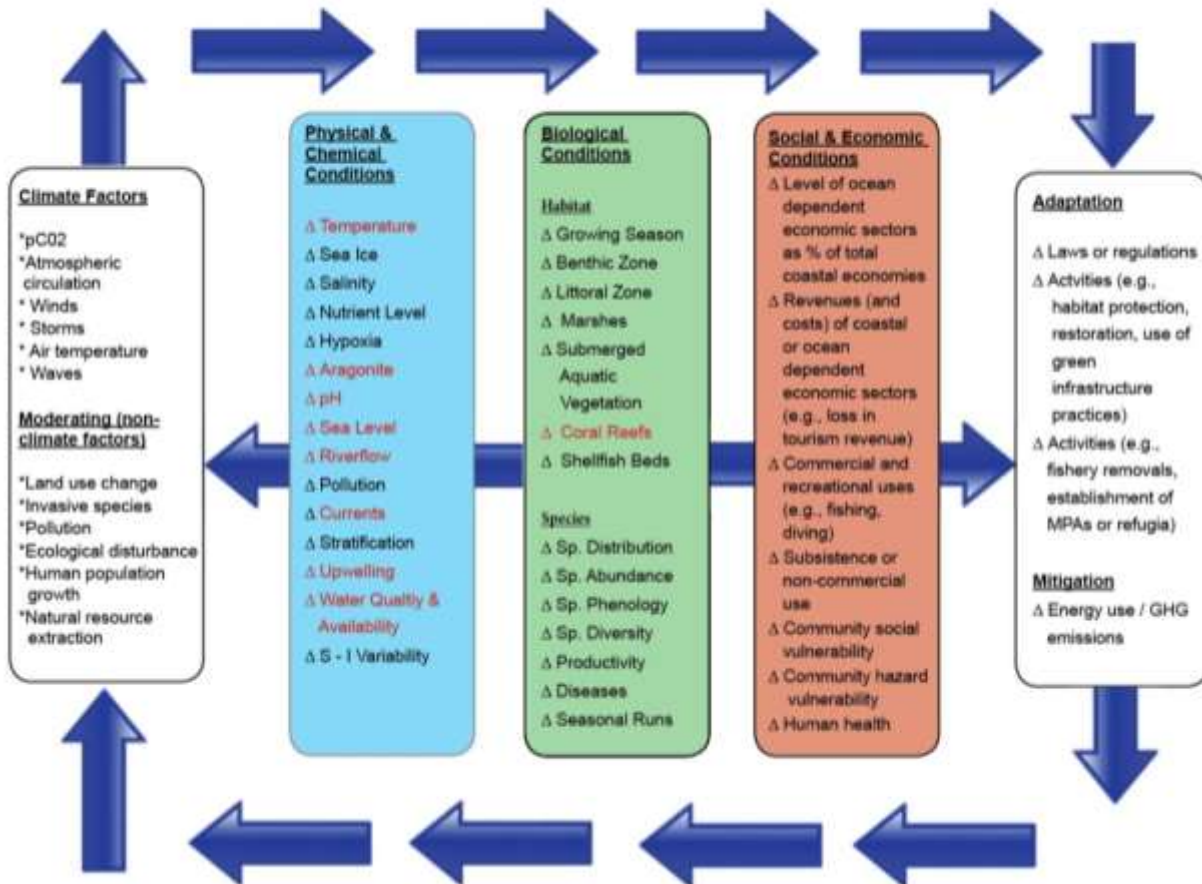 Climate Factors
*pC02
*Atmospheric
circulation
* Winds
* Storms
* Air temperature
* Waves
Moderating (non-
climate factors)
*Land use change
*Invasive species
*Pollution
*Ecological disturbance
*Human population
growth
*Natural resource
extraction
Physical &
Chemical
Conditions
Δ Temperature
Δ Sea Ice
Δ Salinity
Δ Nutrient Level
Δ Hypoxia
Δ Aragonite
Δ pH
Δ Sea Level
Δ Riverflow
Δ Pollution
Δ Currents
Δ Stratification
Δ Upwelling
Δ Water Qualtiy &
Availability
Δ S - I Variability
Biological
Conditions
Habitat
Δ Growing Season
Δ Benthic Zone
Δ Littoral Zone
Δ Marshes
Δ Submerged
Aquatic
Vegetation
Δ Coral Reefs
Δ Shellfish Beds
Species
Δ Sp. Distribution
Δ Sp. Abundance
Δ Sp. Phenology
Δ Sp. Diversity
Δ Productivity
Δ Diseases
Δ Seasonal Runs
Social & Economic
Conditions
Δ Level of ocean
dependent
economic sectors
as % of total
coastal economies
Δ Revenues (and
costs) of coastal
or ocean
dependent
economic sectors
(e.g., loss in
tourism revenue)
Δ Commercial and
recreational uses
(e.g., fishing,
diving)
Δ Subsistence or
non-commercial
use
Δ Community social
vulnerability
Δ Community hazard
vulnerability
Δ Human health
Adaptation
Δ Laws or regulations
Δ Actvities (e.g.,
habitat protection,
restoration, use of
green
infrastructure
practices)
Δ Activities (e.g.,
fishery removals,
establishment of
MPAs or refugia)
Mitigation
Δ Energy use / GHG
emissions